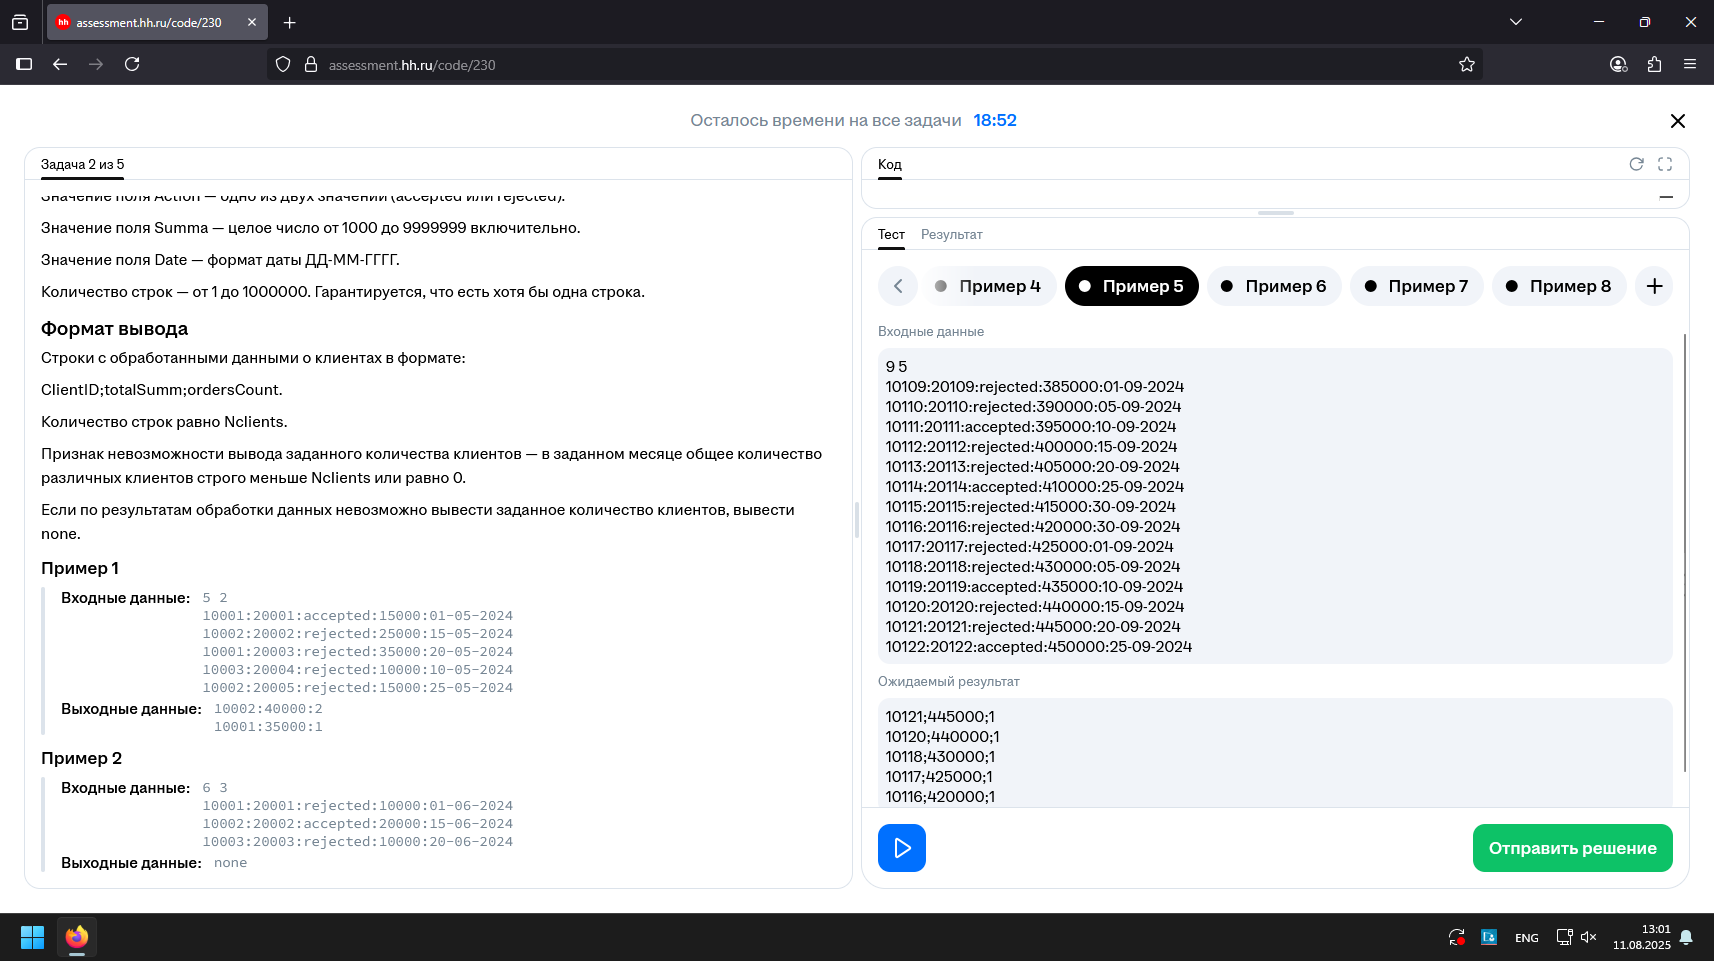 assessment.hh.ru/code/230
assessment.hh.ru/code/230
Осталось времени на все задачи 18:52
Задача 2 из 5
Значение поля Action — одно из двух значений (accepted или rejected).
Значение поля Summa — целое число от 1000 до 9999999 включительно.
Значение поля Date — формат даты ДД-ММ-ГГГГ.
Количество строк — от 1 до 1000000. Гарантируется, что есть хотя бы одна строка.
Формат вывода
Строки с обработанными данными о клиентах в формате:
ClientID;totalSumm;ordersCount.
Количество строк равно Nclients.
Признак невозможности вывода заданного количества клиентов — в заданном месяце общее количество
различных клиентов строго меньше Nclients или равно 0.
Если по результатам обработки данных невозможно вывести заданное количество клиентов, вывести
none.
Пример 1
Входные данные: 5 2
10001:20001:accepted:15000:01-05-2024
10002:20002:rejected:25000:15-05-2024
10001:20003:rejected:35000:20-05-2024
10003:20004:rejected:10000:10-05-2024
10002:20005:rejected:15000:25-05-2024
Выходные данные: 10002:40000:2
10001:35000:1
Пример 2
Входные данные: 6 3
10001:20001:rejected:10000:01-06-2024
10002:20002:accepted:20000:15-06-2024
10003:20003:rejected:10000:20-06-2024
Выходные данные: none
Код
Тест Результат
Пример 4 Пример 5 Пример 6 Пример 7 Пример 8
Входные данные
9 5
10109:20109:rejected:385000:01-09-2024
10110:20110:rejected:390000:05-09-2024
10111:20111:accepted:395000:10-09-2024
10112:20112:rejected:400000:15-09-2024
10113:20113:rejected:405000:20-09-2024
10114:20114:accepted:410000:25-09-2024
10115:20115:rejected:415000:30-09-2024
10116:20116:rejected:420000:30-09-2024
10117:20117:rejected:425000:01-09-2024
10118:20118:rejected:430000:05-09-2024
10119:20119:accepted:435000:10-09-2024
10120:20120:rejected:440000:15-09-2024
10121:20121:rejected:445000:20-09-2024
10122:20122:accepted:450000:25-09-2024
Ожидаемый результат
10121;445000;1
10120;440000;1
10118;430000;1
10117;425000;1
10116;420000;1
Отправить решение
ENG
13:01
11.08.2025